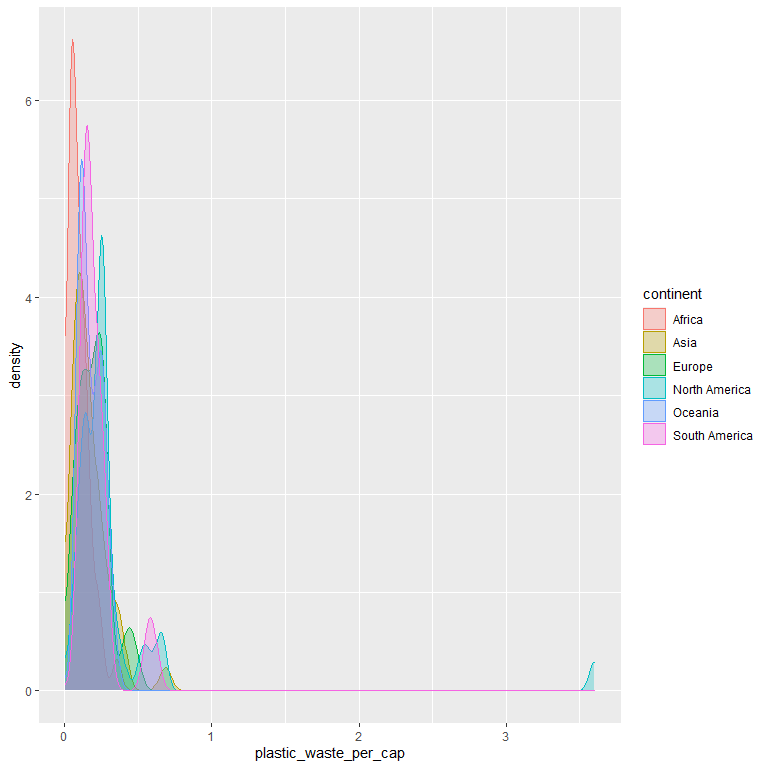 6
4
2
0
density
0
1
2
3
plastic_waste_per_cap
continent
Africa
Asia
Europe
North America
Oceania
South America